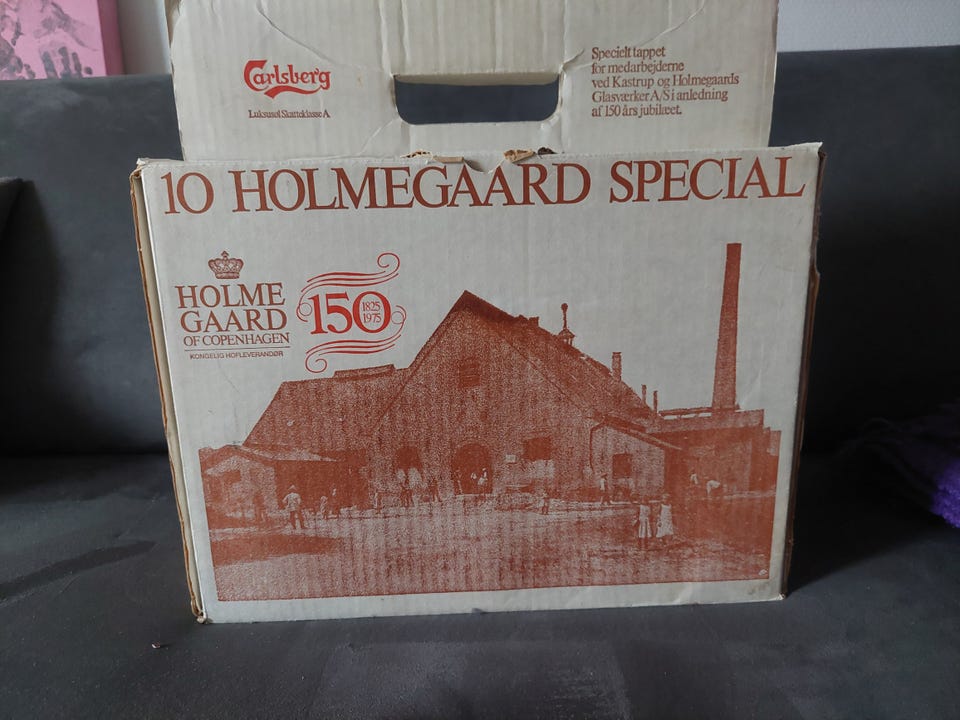 Carlsberg
Luksusøl Skatteklasse A
Specielt tappet
for medarbejderne
ved Kastrup og Holmegaards
Glasværker A/S i anledning
af 150 års jubilæet.
10 HOLMEGAARD SPECIAL
HOLME
GAARD
OF COPENHAGEN
KONGELIG HOFLEVERANDØR
150
1825
1975